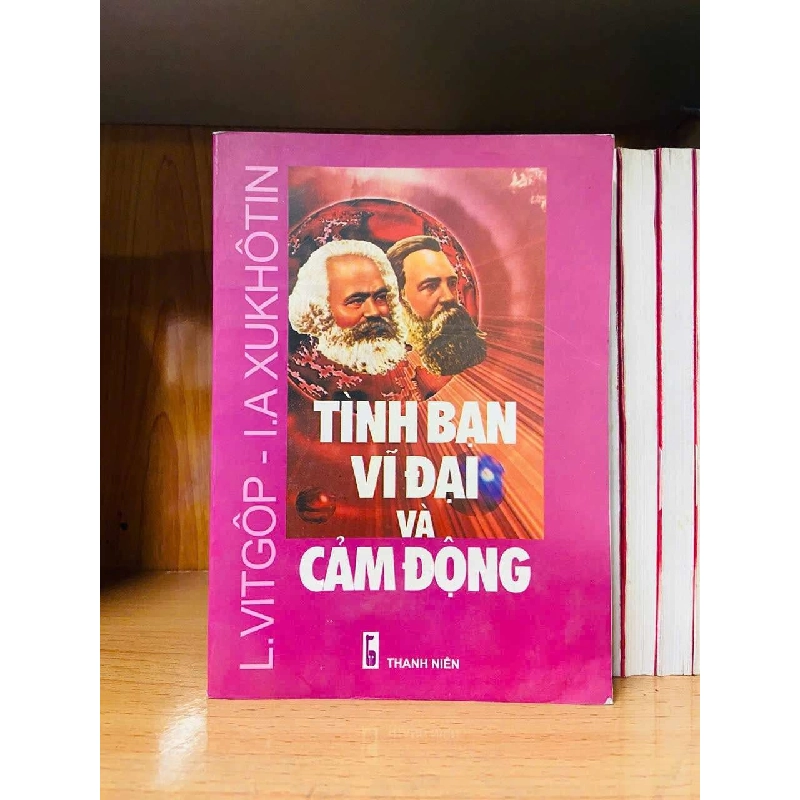 L.VITGÔP - I.A XUKHÔTIN
TÌNH BẠN
VĨ ĐẠI
VÀ
CẢM ĐỘNG
THANH NIÊN